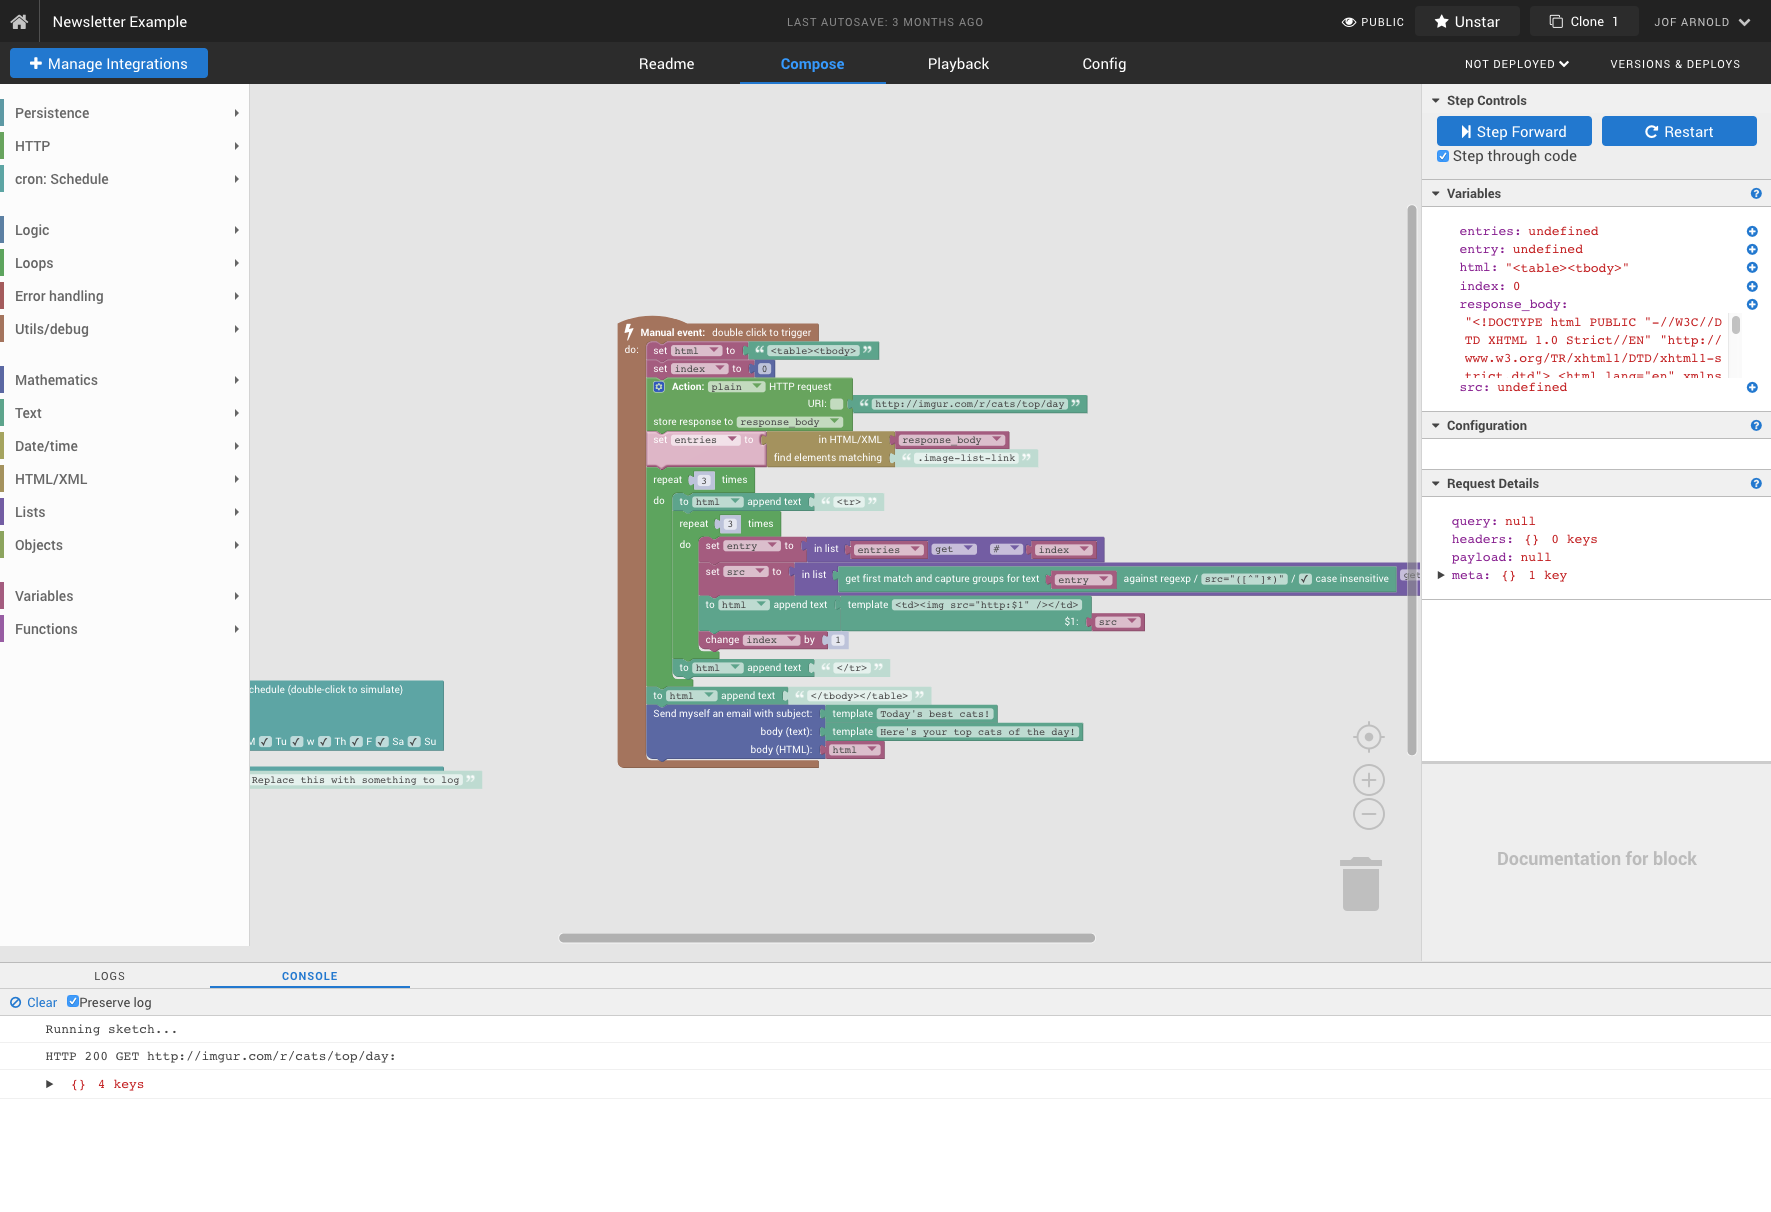 Newsletter Example
LAST AUTOSAVE: 3 MONTHS AGO
PUBLIC
Unstar
Clone 1
JOF ARNOLD
Manage Integrations
Readme
Compose
Playback
Config
NOT DEPLOYED
VERSIONS & DEPLOYS
Persistence
HTTP
cron: Schedule
Logic
Loops
Error handling
Utils/debug
Mathematics
Text
Date/time
HTML/XML
Lists
Objects
Variables
Functions
chedule (double-click to simulate)
M Tu W Th F Sa Su
Replace this with something to log ”
Manual event: double click to trigger
do: set html to “ <table><tbody> ”
set index to 0
Action: plain HTTP request
URI: “ http://imgur.com/r/cats/top/day ”
store response to response_body
set entries to in HTML/XML response_body
find elements matching “ .image-list-link ”
repeat 3 times
do to html append text “ <tr> ”
repeat 3 times
do set entry to in list entries get # index
set src to in list get first match and capture groups for text entry against regexp / src="([^"]*)" / case insensitive get
to html append text template <td><img src="http:$1" /></td>
$1: src
change index by 1
to html append text “ </tr> ”
to html append text “ </tbody></table> ”
Send myself an email with subject: template Today's best cats!
body (text): template Here's your top cats of the day!
body (HTML): html
Step Controls
Step Forward
Restart
Step through code
Variables
entries: undefined
entry: undefined
html: "<table><tbody>"
index: 0
response_body:
"<!DOCTYPE html PUBLIC "-//W3C//D
TD XHTML 1.0 Strict//EN" "http://
www.w3.org/TR/xhtml1/DTD/xhtml1-s
trict.dtd"> <html lang="en" xmlns
src: undefined
Configuration
Request Details
query: null
headers: {} 0 keys
payload: null
meta: {} 1 key
Documentation for block
LOGS
CONSOLE
Clear
Preserve log
Running sketch...
HTTP 200 GET http://imgur.com/r/cats/top/day:
{} 4 keys